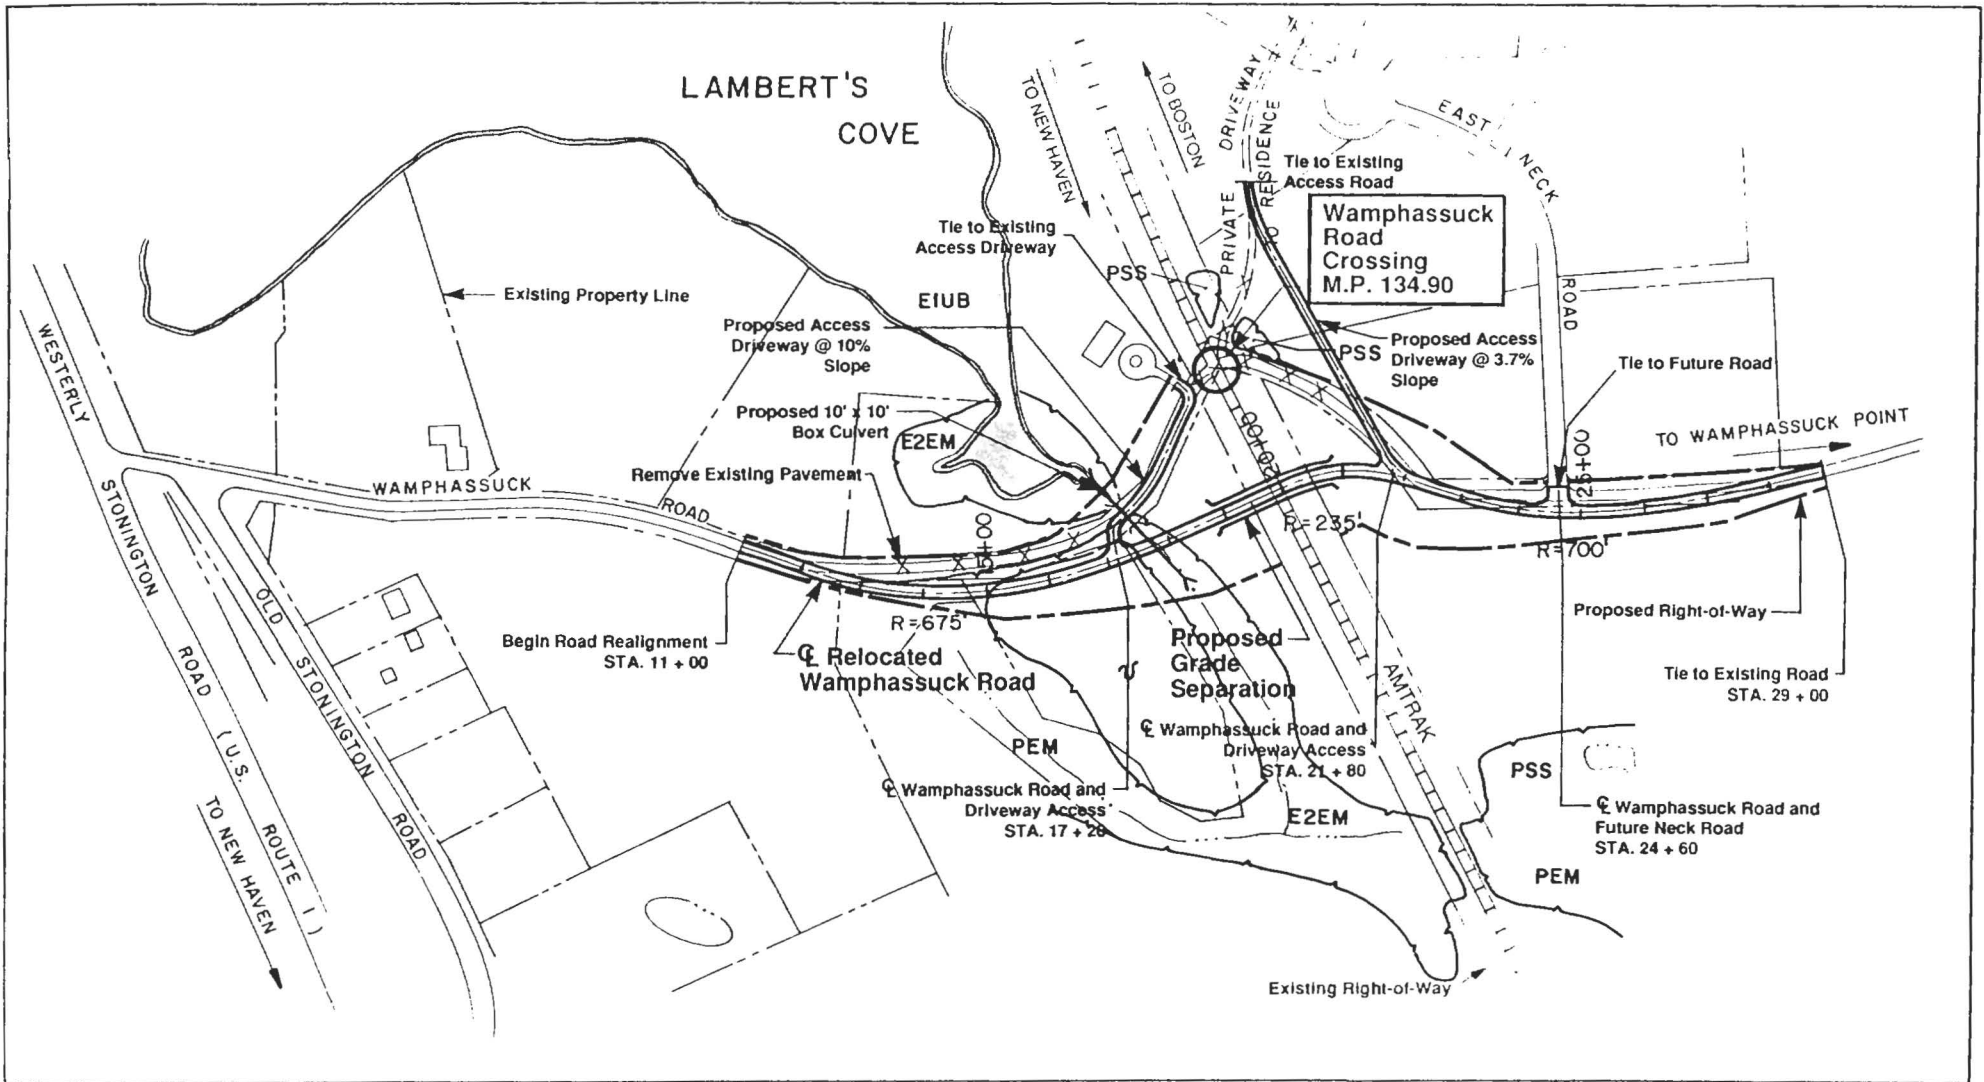 LAMBERT'S
COVE
TO NEW HAVEN
TO BOSTON
PRIVATE DRIVEWAY
TO RESIDENCE
EAST NECK ROAD
Tie to Existing
Access Road
Wamphassuck
Road
Crossing
M.P. 134.90
Tie to Existing
Access Driveway
PSS
Existing Property Line
E1UB
Proposed Access
Driveway @ 10%
Slope
PSS
Proposed Access
Driveway @ 3.7%
Slope
Tie to Future Road
Proposed 10' x 10'
Box Culvert
E2EM
TO WAMPHASSUCK POINT
Remove Existing Pavement
WAMPHASSUCK ROAD
15+00
20+00
25+00
R=235'
R=700'
R=675'
WESTERLY
STONINGTON ROAD (U.S. ROUTE 1)
OLD STONINGTON ROAD
TO NEW HAVEN
Begin Road Realignment
STA. 11 + 00
℄ Relocated
Wamphassuck Road
Proposed
Grade
Separation
Proposed Right-of-Way
Tie to Existing Road
STA. 29 + 00
AMTRAK
℄ Wamphassuck Road and
Driveway Access
STA. 21 + 80
PEM
℄ Wamphassuck Road and
Driveway Access
STA. 17 + 20
E2EM
PSS
℄ Wamphassuck Road and
Future Neck Road
STA. 24 + 60
PEM
Existing Right-of-Way